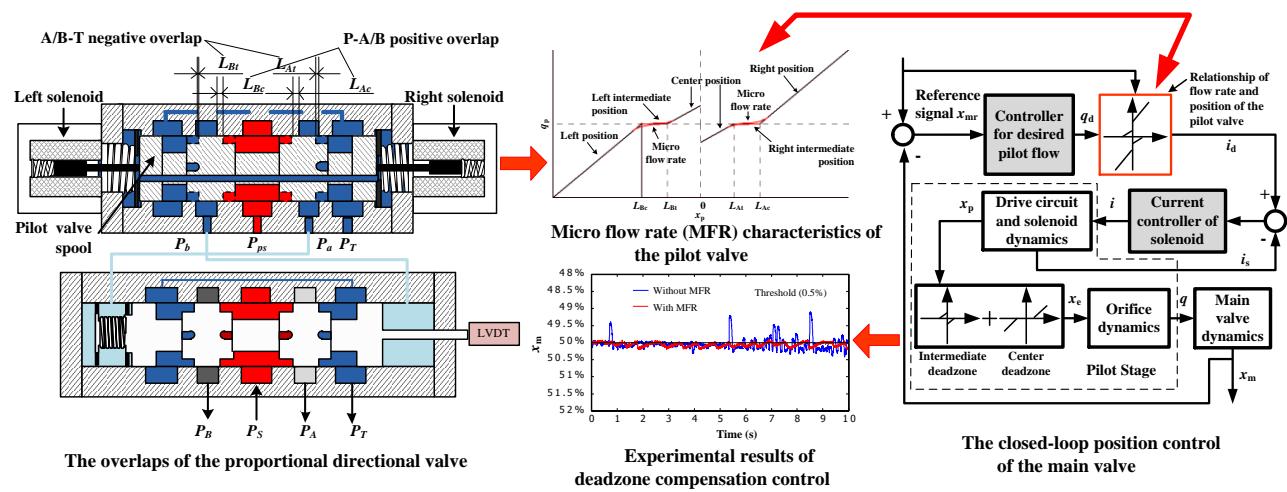 A/B-T negative overlap
P-A/B positive overlap
L_Bt
L_At
L_Bc
L_Ac
Left solenoid
Right solenoid
Pilot valve
spool
P_b
P_ps
P_a
P_T
LVDT
P_B
P_S
P_A
P_T
The overlaps of the proportional directional valve
q_p
Left position
Left intermediate
position
Micro
flow rate
Center position
Right position
Micro
flow rate
Right intermediate
position
L_Bc
L_Bt
0
L_At
L_Ac
x_p
Micro flow rate (MFR) characteristics of
the pilot valve
48%
48.5%
49%
49.5%
50%
50.5%
51%
51.5%
52%
x_m
Without MFR
With MFR
Threshold (0.5%)
0
1
2
3
4
5
6
7
8
9
10
Time (s)
Experimental results of
deadzone compensation control
Reference
signal x_mr
+
-
Controller
for desired
pilot flow
q_d
Relationship of
flow rate and
position of the
pilot valve
i_d
+
-
x_p
Drive circuit
and solenoid
dynamics
i
Current
controller of
solenoid
i_s
+
Intermediate
deadzone
Center
deadzone
x_e
Orifice
dynamics
q
Main
valve
dynamics
Pilot Stage
x_m
The closed-loop position control
of the main valve